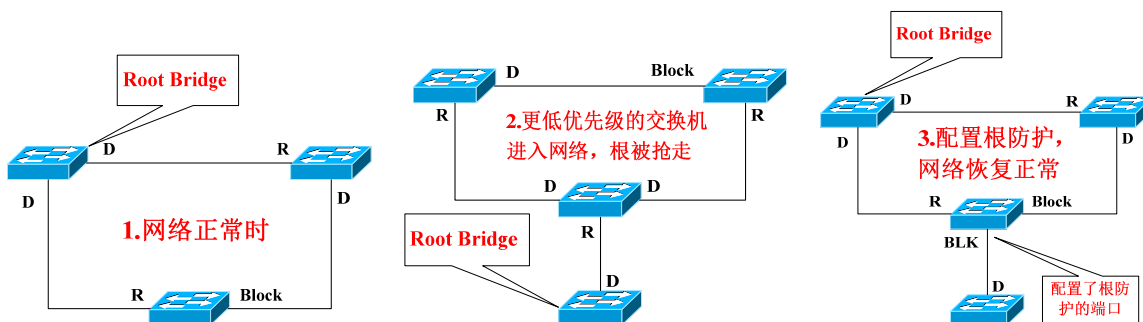 Root Bridge
D
R
D
D
1.网络正常时
R
Block
D
Block
R
R
2.更低优先级的交换机
进入网络，根被抢走
D
D
R
Root Bridge
D
Root Bridge
D
R
D
D
3.配置根防护，
网络恢复正常
R
Block
BLK
D
配置了根防
护的端口